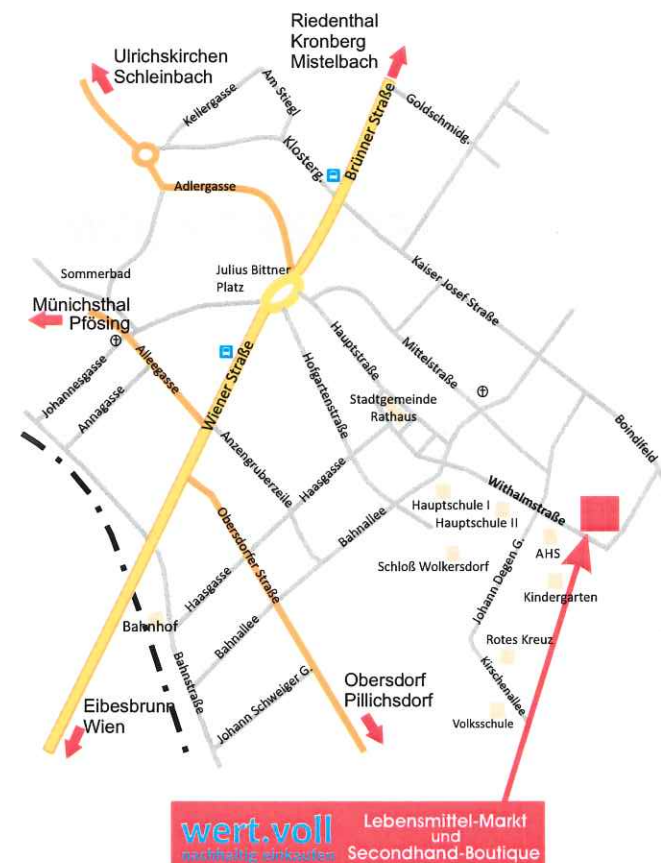 Riedenthal
Kronberg
Mistelbach
Ulrichskirchen
Schleinbach
Am Stiegl
Kellergasse
Goldschmidg.
Brünner Straße
Klosterg.
Adlergasse
Sommerbad
Julius Bittner
Platz
Kaiser Josef Straße
Münichsthal
Pfösing
Johannesgasse
Alleegasse
Annagasse
Wiener Straße
Hauptstraße
Mittelstraße
Hofgartenstraße
Stadtgemeinde
Rathaus
Boindlfeld
Anzengruberzeile
Haasgasse
Withalmstraße
Hauptschule I
Hauptschule II
Bahnallee
AHS
Schloß Wolkersdorf
Johann Degen G.
Kindergarten
Obersdorfer Straße
Haasgasse
Bahnhof
Bahnallee
Rotes Kreuz
Kirschenallee
Bahnstraße
Johann Schweiger G.
Obersdorf
Pillichsdorf
Volksschule
Eibesbrunn
Wien
wert.voll
nachhaltig einkaufen
Lebensmittel-Markt
und
Secondhand-Boutique